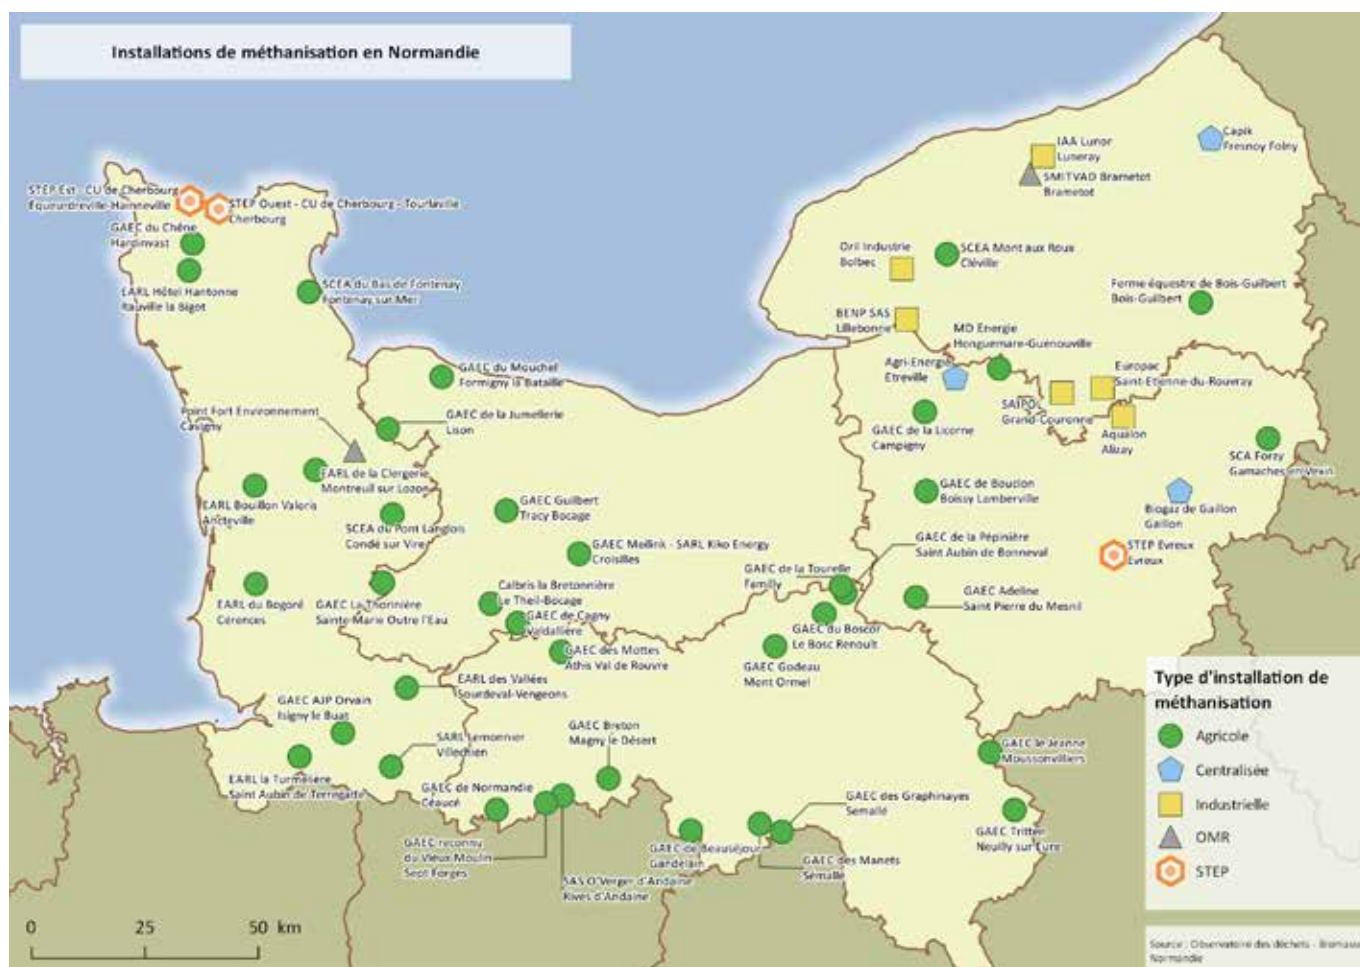 Installations de méthanisation en Normandie
IAA Lunor
Luneray
Capik
Fresnoy Folny
SMITVAD Brametot
Brametot
STEP Est - CU de Cherbourg
Equeurdreville-Hainneville
STEP Ouest - CU de Cherbourg - Tourlaville
Cherbourg
GAEC du Chêne
Hardinvast
EARL Hôtel Hantonne
Rauville la Bigot
SCEA du Bas de Fontenay
Fontenay sur Mer
Oril Industrie
Bolbec
SCEA Mont aux Roux
Cléville
Ferme équestre de Bois-Guilbert
Bois-Guilbert
BENP SAS
Lillebonne
MD Energie
Honguemare-Guenouville
Agri-Energie
Etreville
Europac
Saint-Etienne-du-Rouvray
SAIPOL
Grand-Couronne
Aqualon
Alizay
GAEC du Mouchel
Formigny la Bataille
GAEC de la Jumellerie
Lison
Point Fort Environnement
Cavigny
GAEC de la Licorne
Campigny
SCA Forzy
Gamaches en Vexin
EARL de la Clergerie
Montreuil sur Lozon
EARL Bouillon Valoris
Ancteville
SCEA du Pont Langlois
Condé sur Vire
GAEC Guilbert
Tracy Bocage
GAEC de Bouclon
Boissy Lamberville
Biogaz de Gaillon
Gaillon
GAEC Meilink - SARL Kiko Energy
Croisilles
GAEC de la Pépinière
Saint Aubin de Bonneval
STEP Evreux
Evreux
GAEC de la Tourelle
Familly
EARL du Bogoré
Cérences
GAEC La Thorinière
Sainte-Marie Outre l'Eau
Calbris la Bretonnière
Le Theil-Bocage
GAEC de Cagny
Valdallière
GAEC Adeline
Saint Pierre du Mesnil
GAEC du Boscor
Le Bosc Renoult
GAEC des Mottes
Athis Val de Rouvre
GAEC Godeau
Mont Ormel
EARL des Vallées
Sourdeval-Vengeons
GAEC AJP Orvain
Isigny le Buat
GAEC Breton
Magny le Désert
SARL Lemonnier
Villechien
EARL la Turmelière
Saint Aubin de Terregatte
GAEC de Normandie
Céaucé
GAEC le Jeanne
Moussonvilliers
GAEC des Graphinayes
Semallé
GAEC Tritter
Neuilly sur Eure
GAEC reconnu
du Vieux Moulin
Sept Forges
GAEC de Beauséjour
Gandelain
GAEC des Manets
Semallé
SAS O'Verger d'Andaine
Rives d'Andaine
Type d'installation de
méthanisation
Agricole
Centralisée
Industrielle
OMR
STEP
0 25 50 km
Source : Observatoire des déchets - Biomasse
Normandie